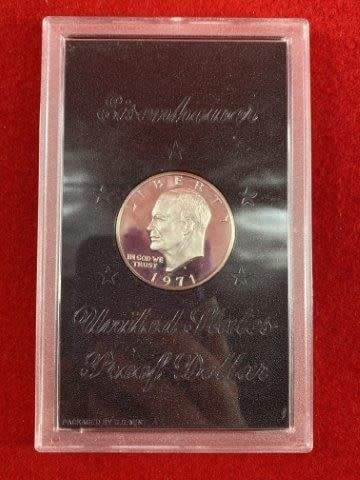 Eisenhower
LIBERTY
IN GOD WE
TRUST
1971
United States
Proof Dollar
PACKAGED BY U.S. MINT